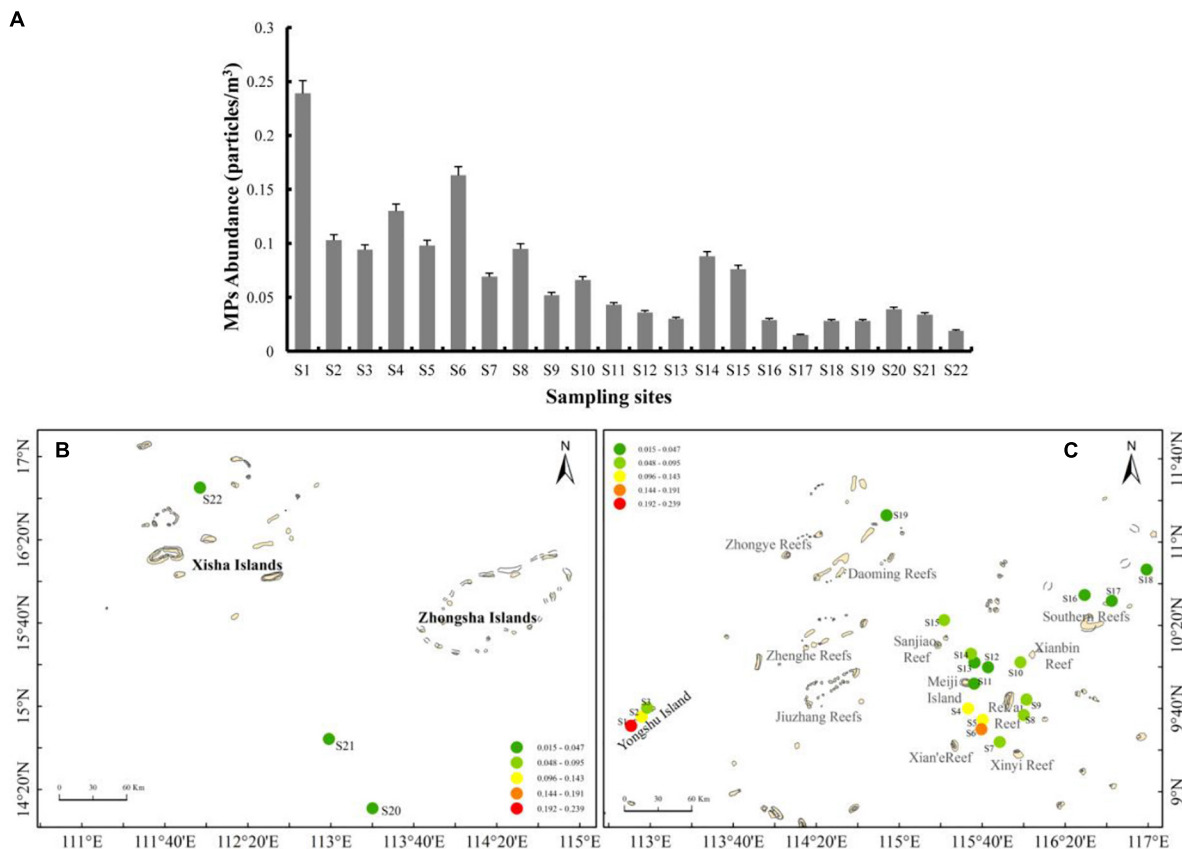 A
MPs Abundance (particles/m³)
0.3
0.25
0.2
0.15
0.1
0.05
0
S1 S2 S3 S4 S5 S6 S7 S8 S9 S10 S11 S12 S13 S14 S15 S16 S17 S18 S19 S20 S21 S22
Sampling sites
B
N
17°N
16°20'N
15°40'N
15°N
14°20'N
S22
Xisha Islands
Zhongsha Islands
S21
S20
0.015 - 0.047
0.048 - 0.095
0.096 - 0.143
0.144 - 0.191
0.192 - 0.239
0 30 60 Km
111°E 111°40'E 112°20'E 113°E 113°40'E 114°20'E 115°E
C
N
0.015 - 0.047
0.048 - 0.095
0.096 - 0.143
0.144 - 0.191
0.192 - 0.239
11°40'N
11°N
10°20'N
9°40'N
9°N
S19
Zhongye Reefs
Daoming Reefs
S18
S16
S17
Southern Reefs
S15
Sanjiao
Reef
S14
S13
S12
S10
Xianbin
Reef
Zhenghe Reefs
Meiji
Island
S11
Jiuzhang Reefs
S3
S2
S1
Yongshu Island
S4
S5
S6
Ren'ai
Reef
S9
S8
S7
Xian'eReef
Xinyi Reef
0 30 60 Km
113°E 113°40'E 114°20'E 115°E 115°40'E 116°20'E 117°E